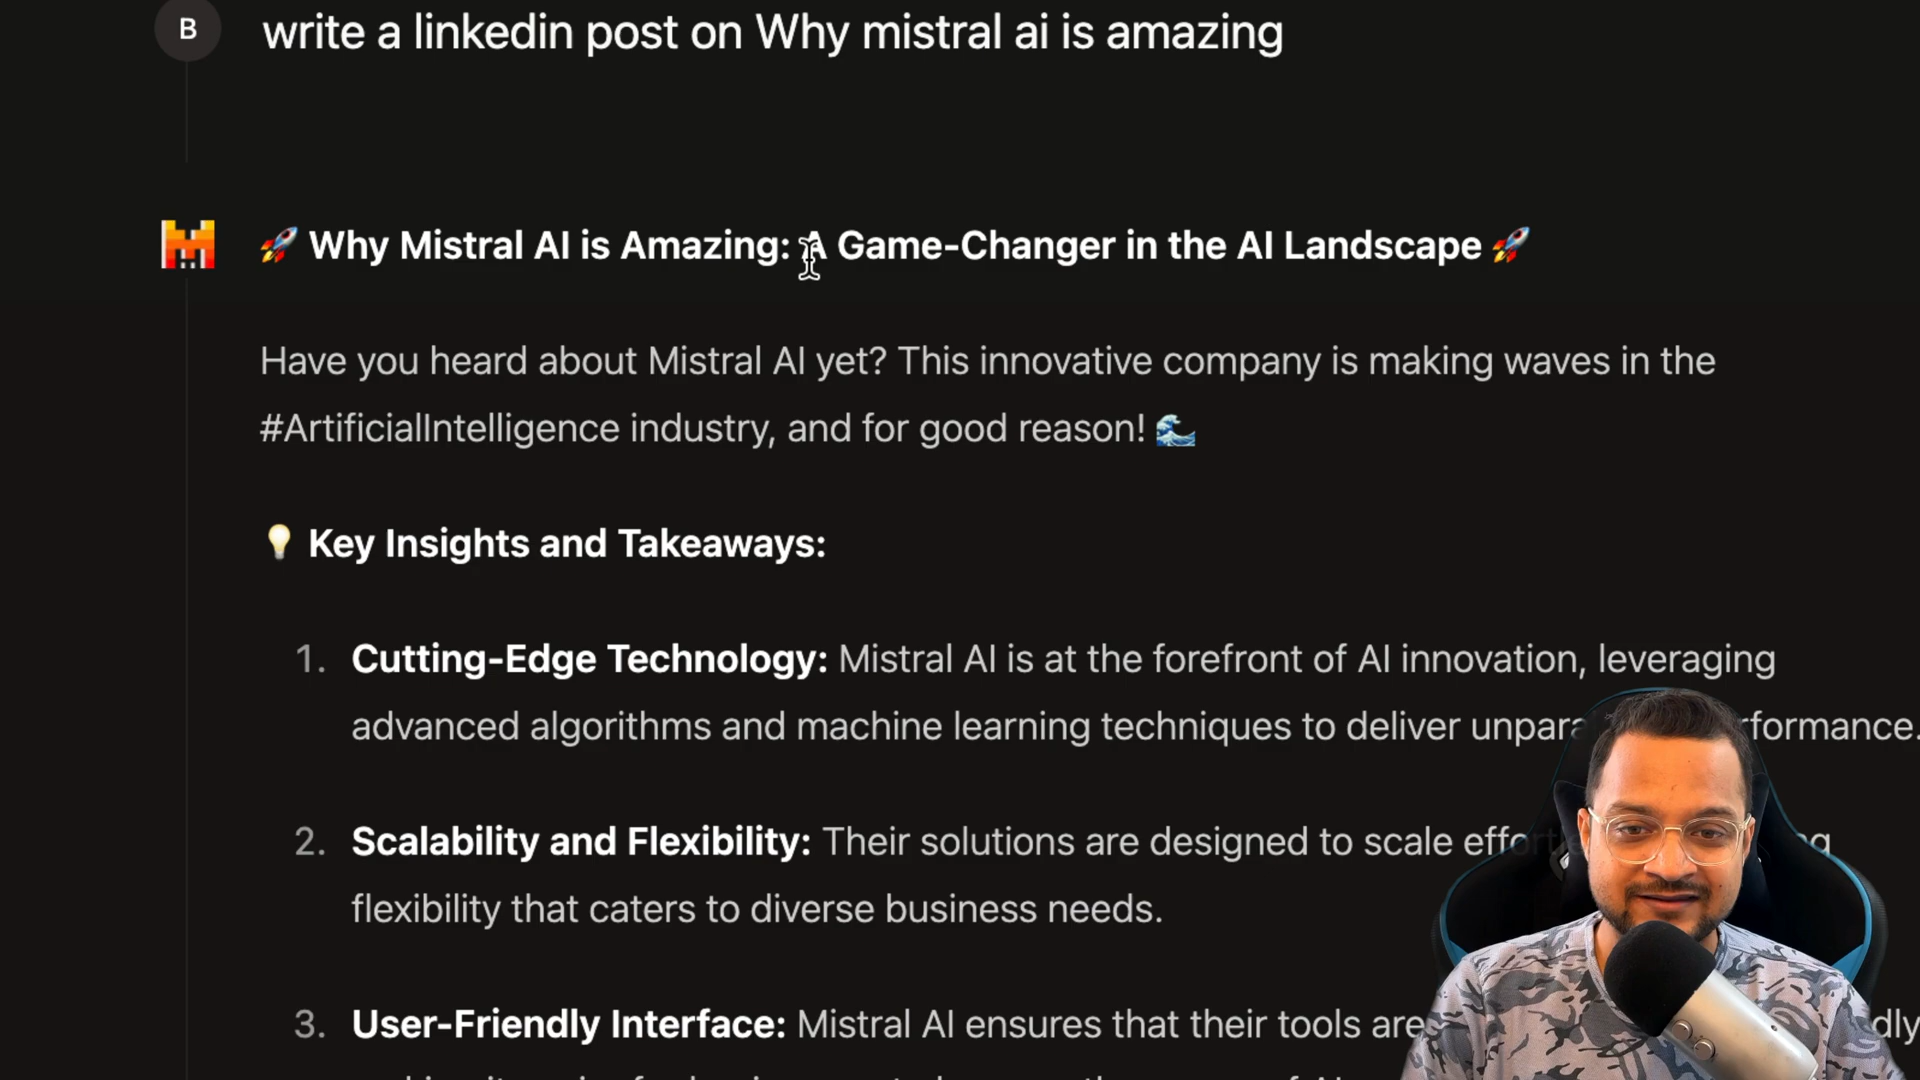 B
write a linkedin post on Why mistral ai is amazing
🚀 Why Mistral AI is Amazing: A Game-Changer in the AI Landscape 🚀
Have you heard about Mistral AI yet? This innovative company is making waves in the
#ArtificialIntelligence industry, and for good reason! 🌊
💡 Key Insights and Takeaways:
1. Cutting-Edge Technology: Mistral AI is at the forefront of AI innovation, leveraging
advanced algorithms and machine learning techniques to deliver
2. Scalability and Flexibility: Their solutions are designed to scale
flexibility that caters to diverse business needs.
3. User-Friendly Interface: Mistral AI ensures that their tools are